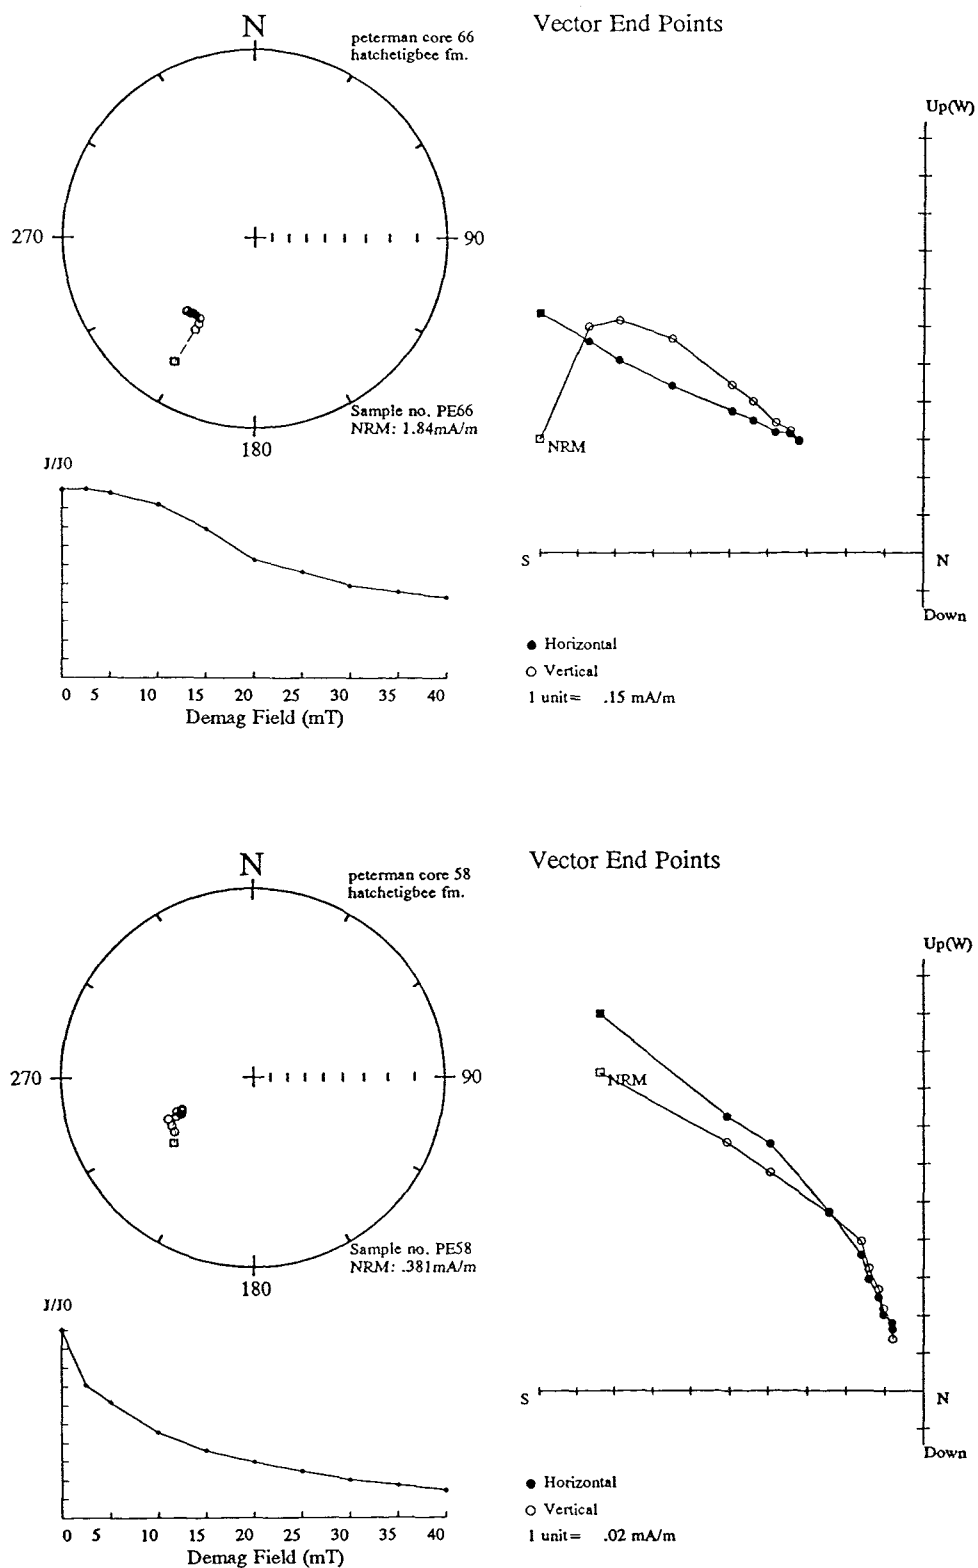 N
peterman core 66
hatchetigbee fm.
270
90
180
Sample no. PE66
NRM: 1.84mA/m
J/J0
0 5 10 15 20 25 30 35 40
Demag Field (mT)
Vector End Points
Up(W)
NRM
S
N
Down
● Horizontal
○ Vertical
1 unit= .15 mA/m
N
peterman core 58
hatchetigbee fm.
270
90
180
Sample no. PE58
NRM: .381mA/m
J/J0
0 5 10 15 20 25 30 35 40
Demag Field (mT)
Vector End Points
Up(W)
NRM
S
N
Down
● Horizontal
○ Vertical
1 unit= .02 mA/m